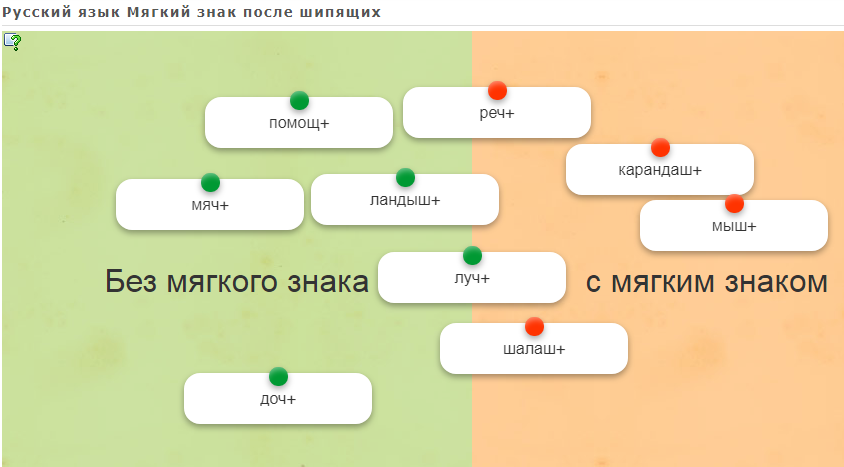 Русский язык Мягкий знак после шипящих
помощ+
реч+
карандаш+
мяч+
ландыш+
мыш+
Без мягкого знака
луч+
с мягким знаком
шалаш+
доч+